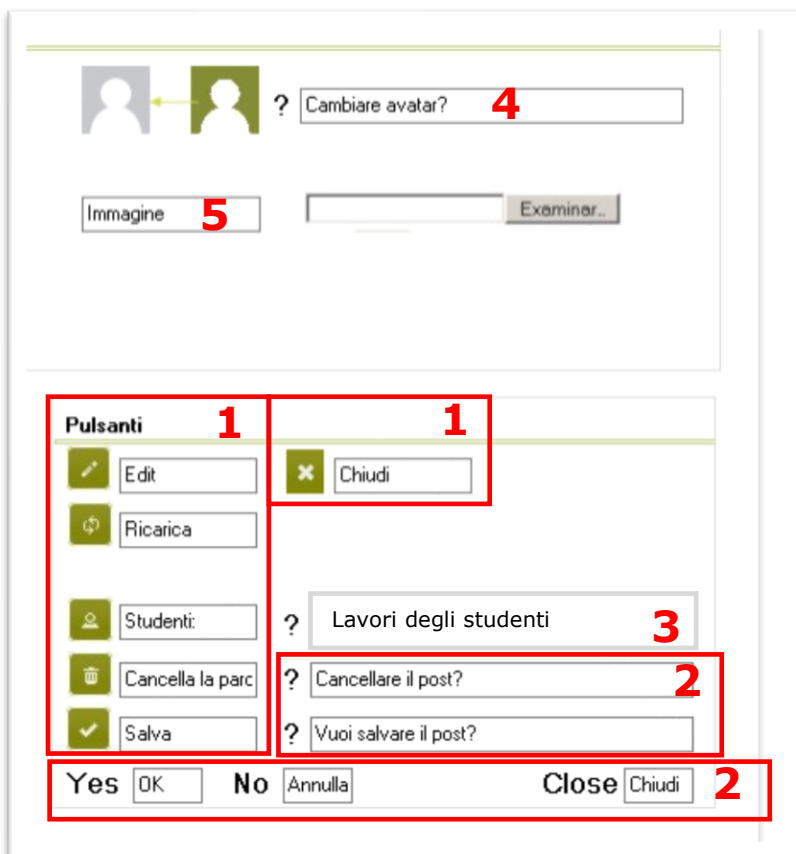 ? Cambiare avatar? 4
Immagine 5 Examinar..
Pulsanti 1 1
Edit Chiudi
Ricarica
Studenti: ? Lavori degli studenti 3
Cancella la parc ? Cancellare il post? 2
Salva ? Vuoi salvare il post?
Yes OK No Annulla Close Chiudi 2